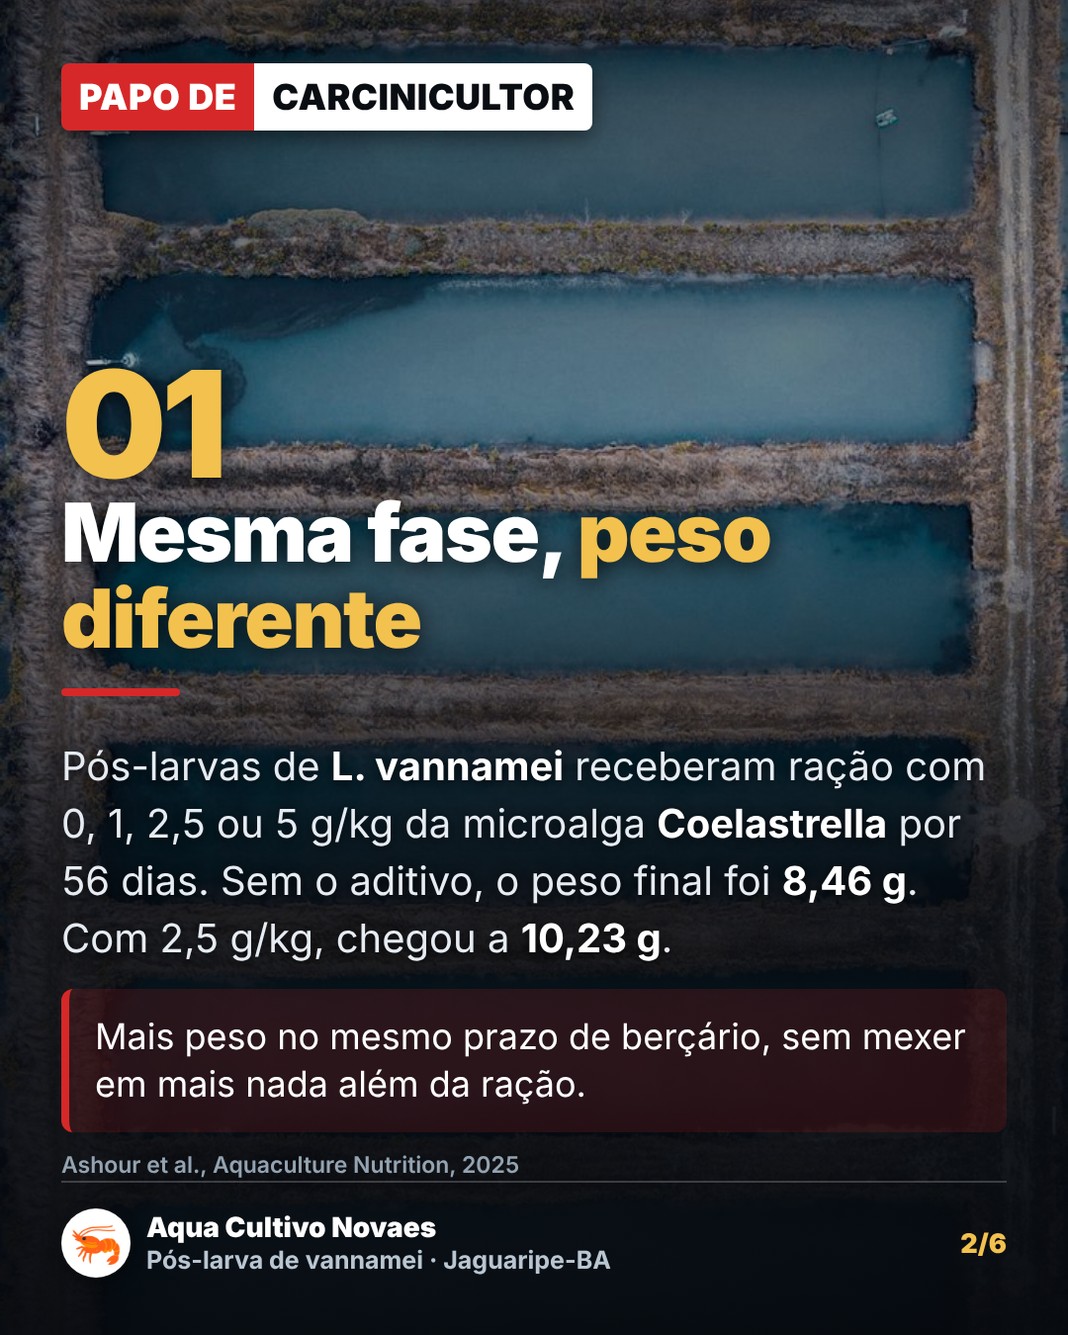 PAPO DE CARCINICULTOR
01
Mesma fase, peso
diferente
Pós-larvas de L. vannamei receberam ração com
0, 1, 2,5 ou 5 g/kg da microalga Coelastrella por
56 dias. Sem o aditivo, o peso final foi 8,46 g.
Com 2,5 g/kg, chegou a 10,23 g.
Mais peso no mesmo prazo de berçário, sem mexer
em mais nada além da ração.
Ashour et al., Aquaculture Nutrition, 2025
Aqua Cultivo Novaes
Pós-larva de vannamei · Jaguaripe-BA
2/6